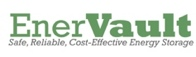 EnerVault
Safe, Reliable, Cost-Effective Energy Storage